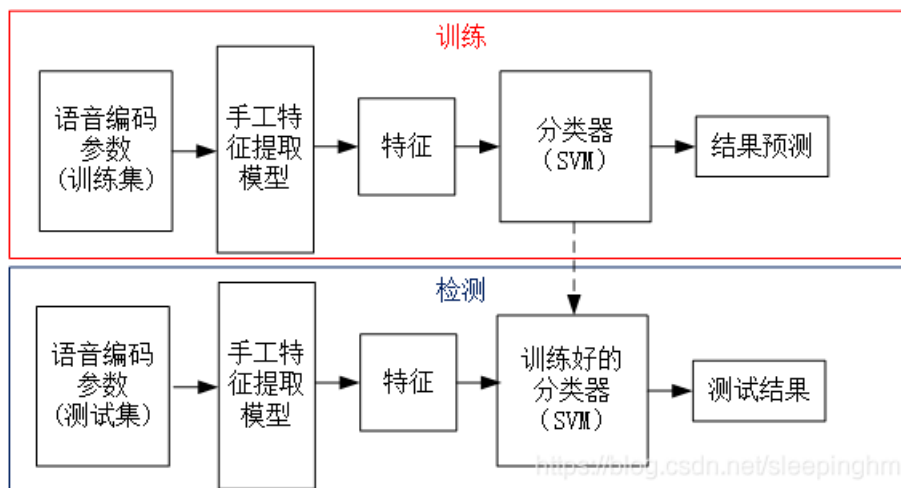 训练
语音编码
参数
(训练集)
手工特
征提取
模型
特征
分类器
（SVM）
结果预测
检测
语音编码
参数
(测试集)
手工特
征提取
模型
特征
训练好的
分类器
（SVM）
测试结果
https://blog.csdn.net/sleepinghm